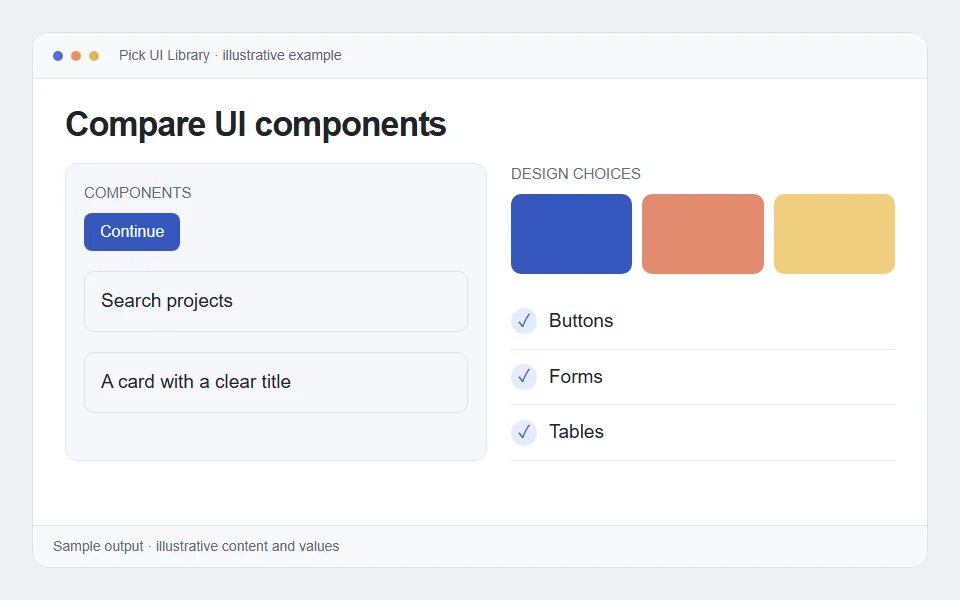 Pick UI Library · illustrative example
Compare UI components
COMPONENTS
Continue
Search projects
A card with a clear title
DESIGN CHOICES
✓ Buttons
✓ Forms
✓ Tables
Sample output · illustrative content and values